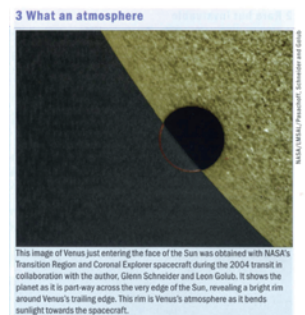 3 What an atmosphere
NASA/LMSAL/Pasachoff, Schneider and Golub
This image of Venus just entering the face of the Sun was obtained with NASA's
Transition Region and Coronal Explorer spacecraft during the 2004 transit in
collaboration with the author, Glenn Schneider and Leon Golub. It shows the
planet as it is part-way across the very edge of the Sun, revealing a bright rim
around Venus's trailing edge. This rim is Venus's atmosphere as it bends
sunlight towards the spacecraft.